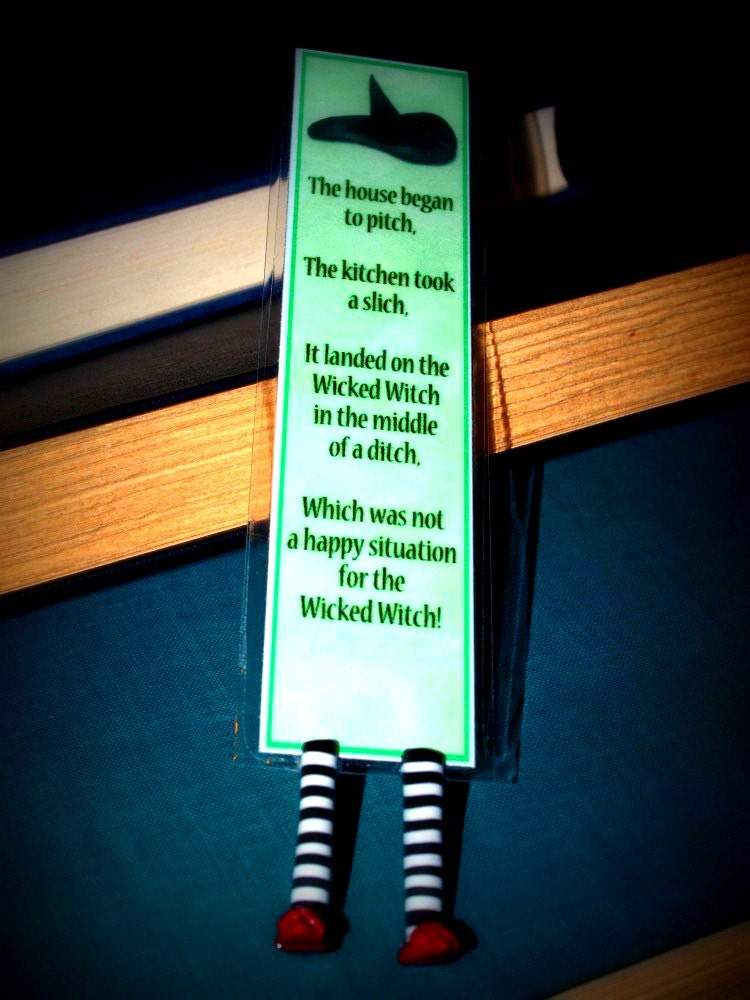 The house began
to pitch,
The kitchen took
a slich,
It landed on the
Wicked Witch
in the middle
of a ditch,
Which was not
a happy situation
for the
Wicked Witch!